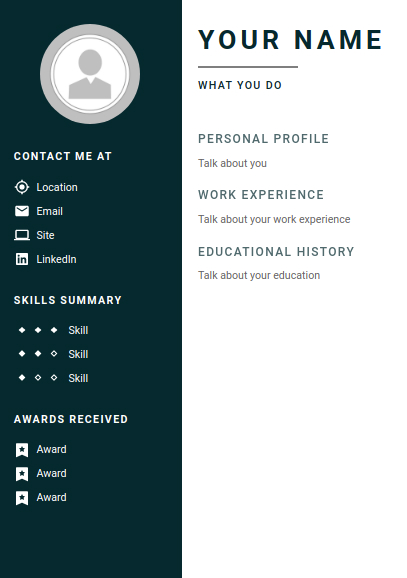 CONTACT ME AT
Location
Email
Site
LinkedIn
SKILLS SUMMARY
Skill
Skill
Skill
AWARDS RECEIVED
Award
Award
Award
YOUR NAME
WHAT YOU DO
PERSONAL PROFILE
Talk about you
WORK EXPERIENCE
Talk about your work experience
EDUCATIONAL HISTORY
Talk about your education